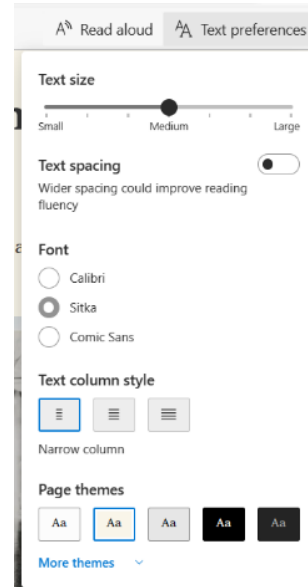 Read aloud Text preferences
Text size
Small Medium Large
Text spacing
Wider spacing could improve reading
fluency
Font
Calibri
Sitka
Comic Sans
Text column style
Narrow column
Page themes
Aa Aa Aa Aa Aa
More themes